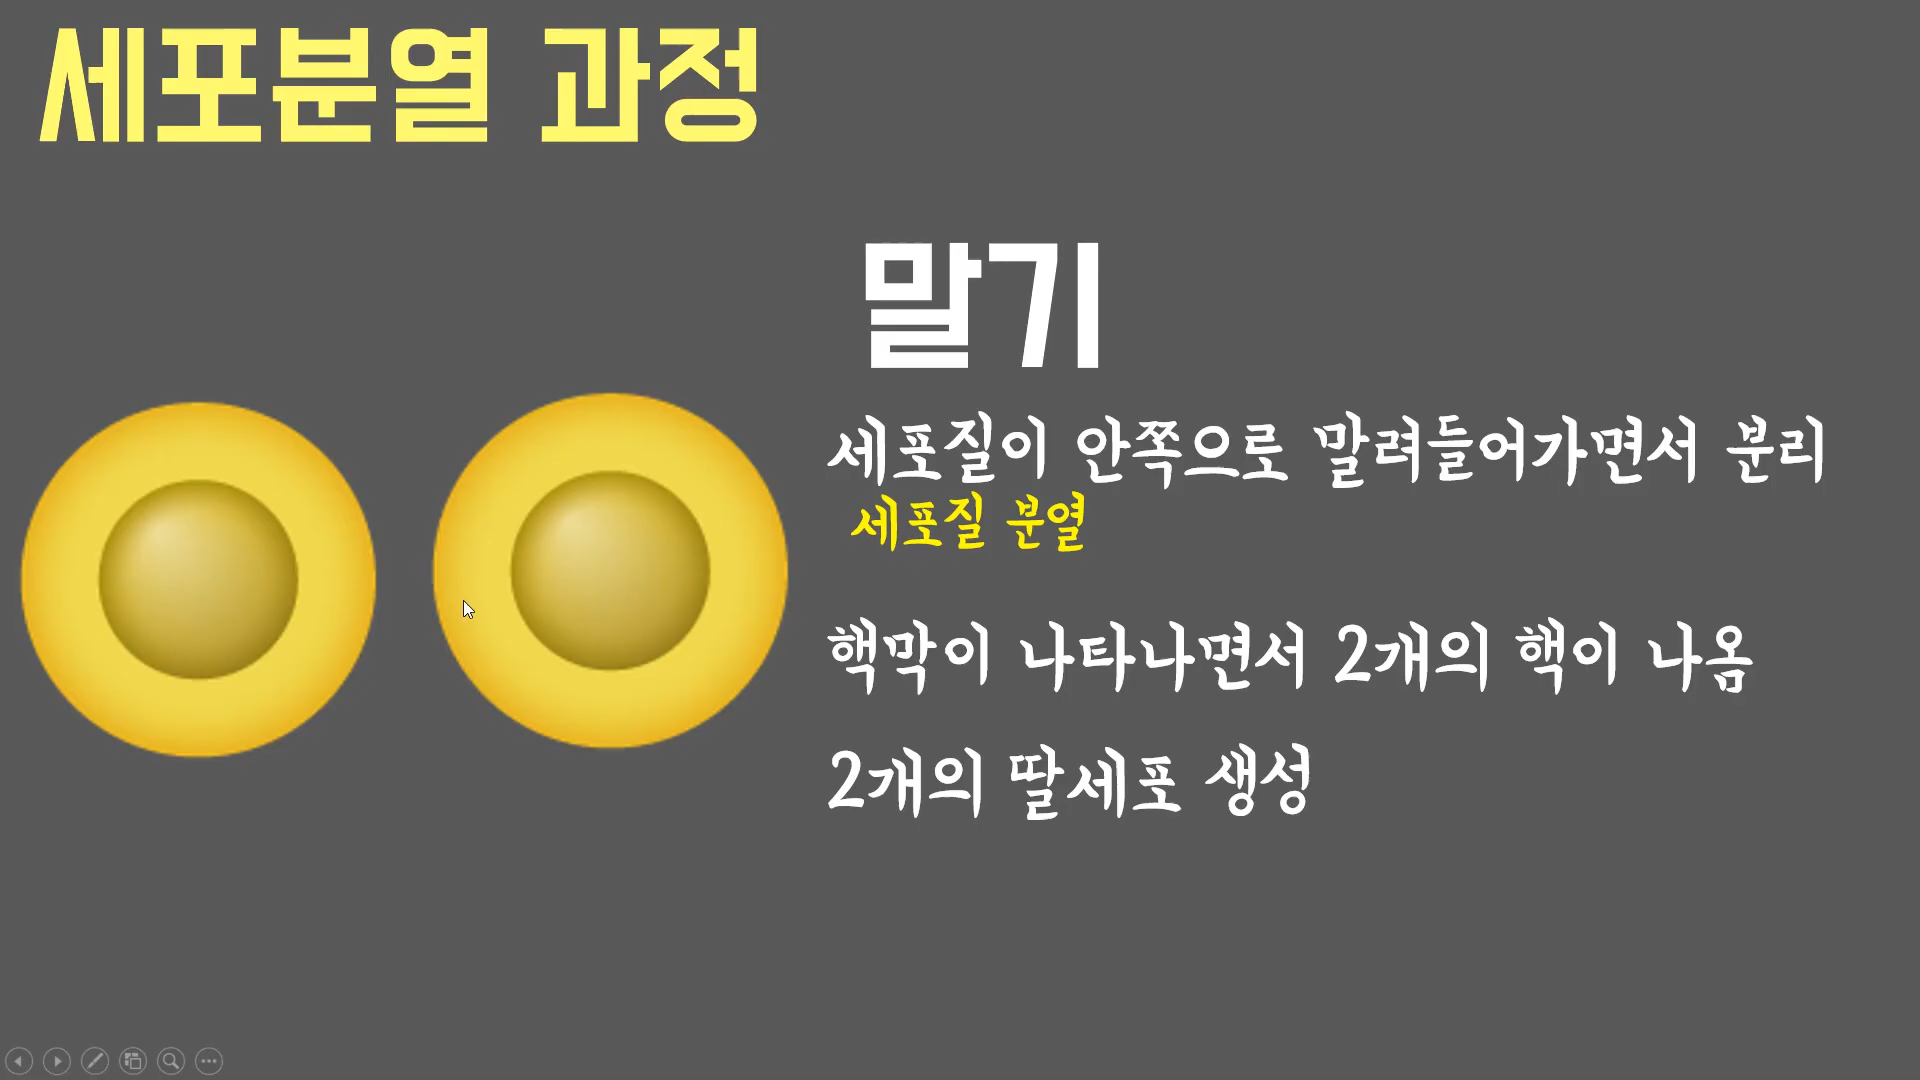 세포분열 과정
말기
세포질이 안쪽으로 말려들어가면서 분리
세포질 분열
핵막이 나타나면서 2개의 핵이 나옴
2개의 딸세포 생성